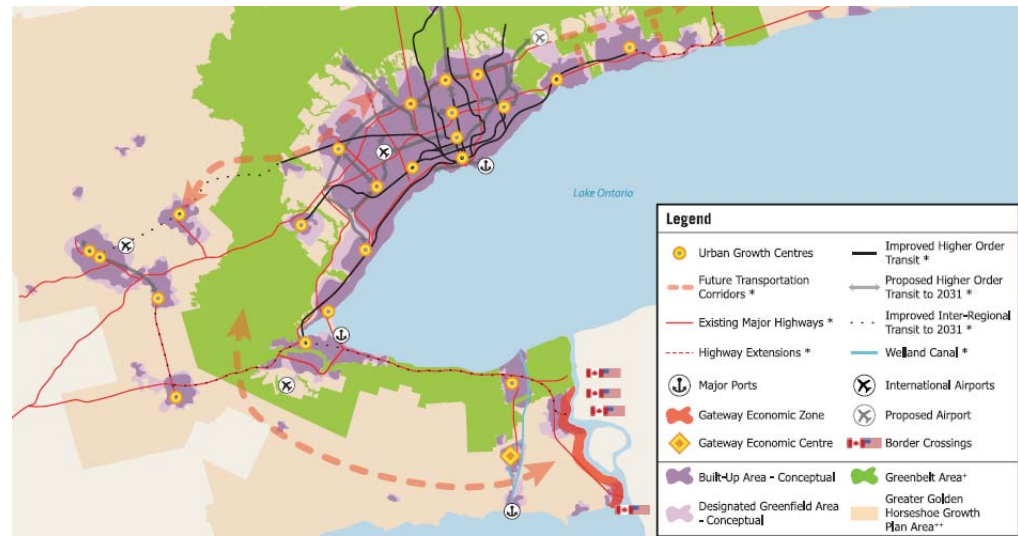 Lake Ontario
Legend
Urban Growth Centres
Future Transportation
Corridors *
Existing Major Highways *
Highway Extensions *
Major Ports
Gateway Economic Zone
Gateway Economic Centre
Improved Higher Order
Transit *
Proposed Higher Order
Transit to 2031 *
Improved Inter-Regional
Transit to 2031 *
Welland Canal *
International Airports
Proposed Airport
Border Crossings
Built-Up Area - Conceptual
Designated Greenfield Area
- Conceptual
Greenbelt Area+
Greater Golden
Horseshoe Growth
Plan Area++